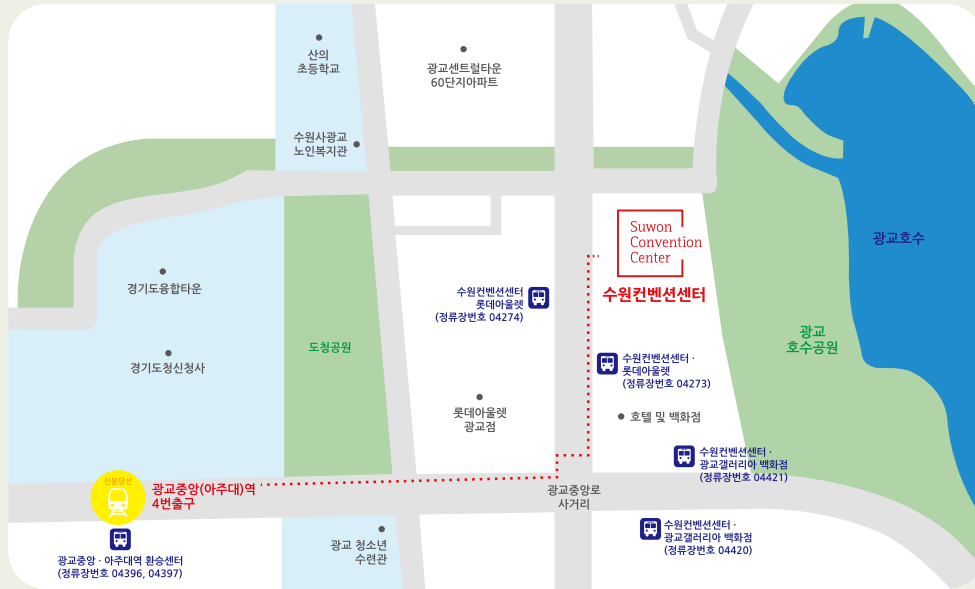 산의
초등학교
광교센트럴타운
60단지아파트
수원사광교
노인복지관
Suwon
Convention
Center
수원컨벤션센터
광교호수
경기도융합타운
수원컨벤션센터
롯데아울렛
(정류장번호 04274)
광교
호수공원
도청공원
경기도청신청사
수원컨벤션센터 ·
롯데아울렛
(정류장번호 04273)
롯데아울렛
광교점
호텔 및 백화점
수원컨벤션센터 ·
광교갤러리아 백화점
(정류장번호 04421)
신분당선
광교중앙(아주대)역
4번출구
광교중앙로
사거리
수원컨벤션센터 ·
광교갤러리아 백화점
(정류장번호 04420)
광교 청소년
수련관
광교중앙 · 아주대역 환승센터
(정류장번호 04396, 04397)